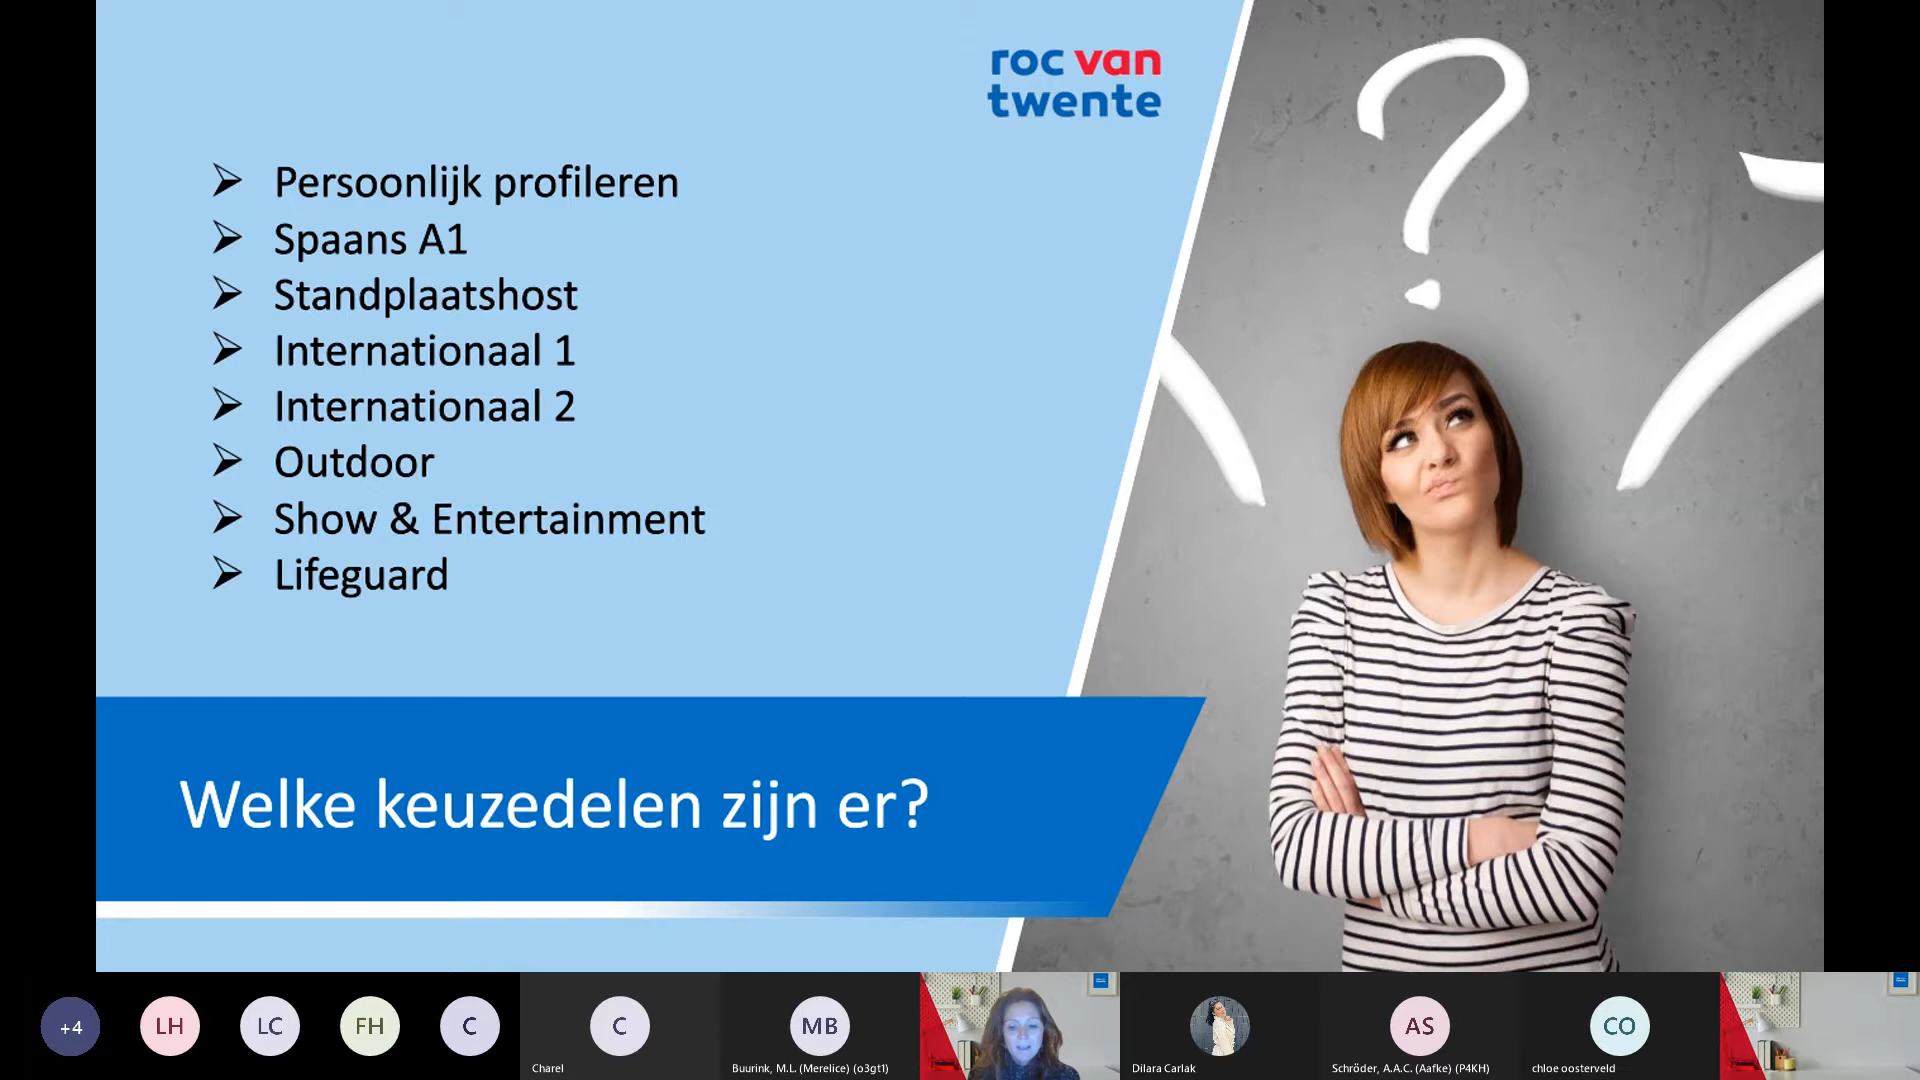 roc van
twente
Persoonlijk profileren
Spaans A1
Standplaatshost
Internationaal 1
Internationaal 2
Outdoor
Show & Entertainment
Lifeguard
Welke keuzedelen zijn er?
+4
LH
LC
FH
C
C
MB
AS
CO
Charel
Buurink, M.L. (Merelice) (o3gt1)
Dilara Carlak
Schröder, A.A.C. (Aafke) (P4KH)
chloe oosterveld